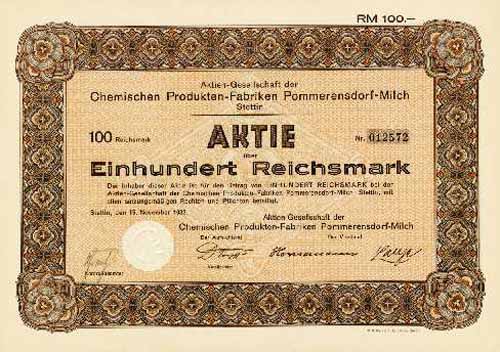 RM 100.—
Aktien-Gesellschaft der
Chemischen Produkten-Fabriken Pommerensdorf-Milch
Stettin
100 Reichsmark
AKTIE
Nr. 012572
über
Einhundert Reichsmark
Der Inhaber dieser Aktie ist für den Betrag von EINHUNDERT REICHSMARK bei der
Aktien-Gesellschaft der Chemischen Produkten-Fabriken Pommerensdorf-Milch, Stettin, mit
allen satzungsmäßigen Rechten und Pflichten beteiligt.
Stettin, den 15. November
Aktien Gesellschaft der
Chemischen Produkten-Fabriken Pommerensdorf-Milch
Der Aufsichtsrat
Der Vorstand
Vorsitzender